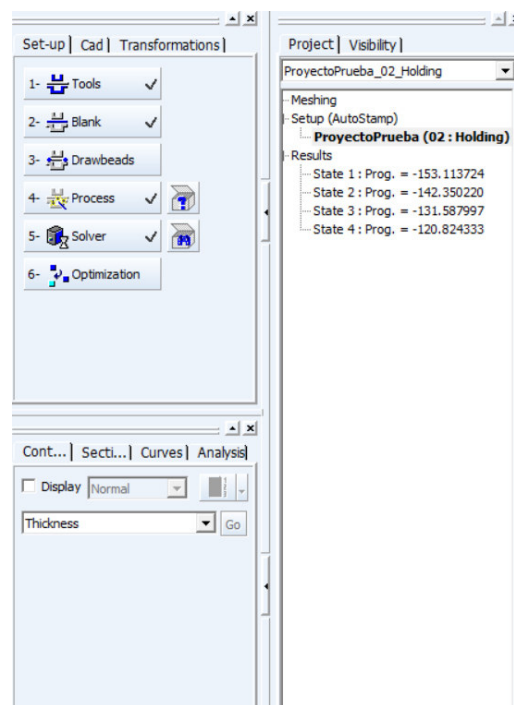 Set-up Cad Transformations
1- Tools
2- Blank
3- Drawbeads
4- Process
5- Solver
6- Optimization
Cont... Secti... Curves Analysis
Display Normal
Thickness Go
Project Visibility
ProyectoPrueba_02_Holding
Meshing
Setup (AutoStamp)
ProyectoPrueba (02 : Holding)
Results
State 1 : Prog. = -153.113724
State 2 : Prog. = -142.350220
State 3 : Prog. = -131.587997
State 4 : Prog. = -120.824333